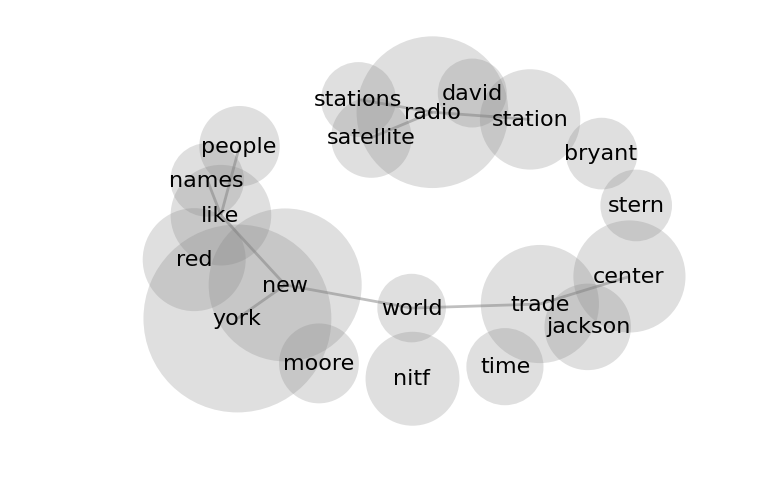 david
stations
radio
station
satellite
people
bryant
names
stern
like
red
center
new
trade
world
york
jackson
moore
time
nitf